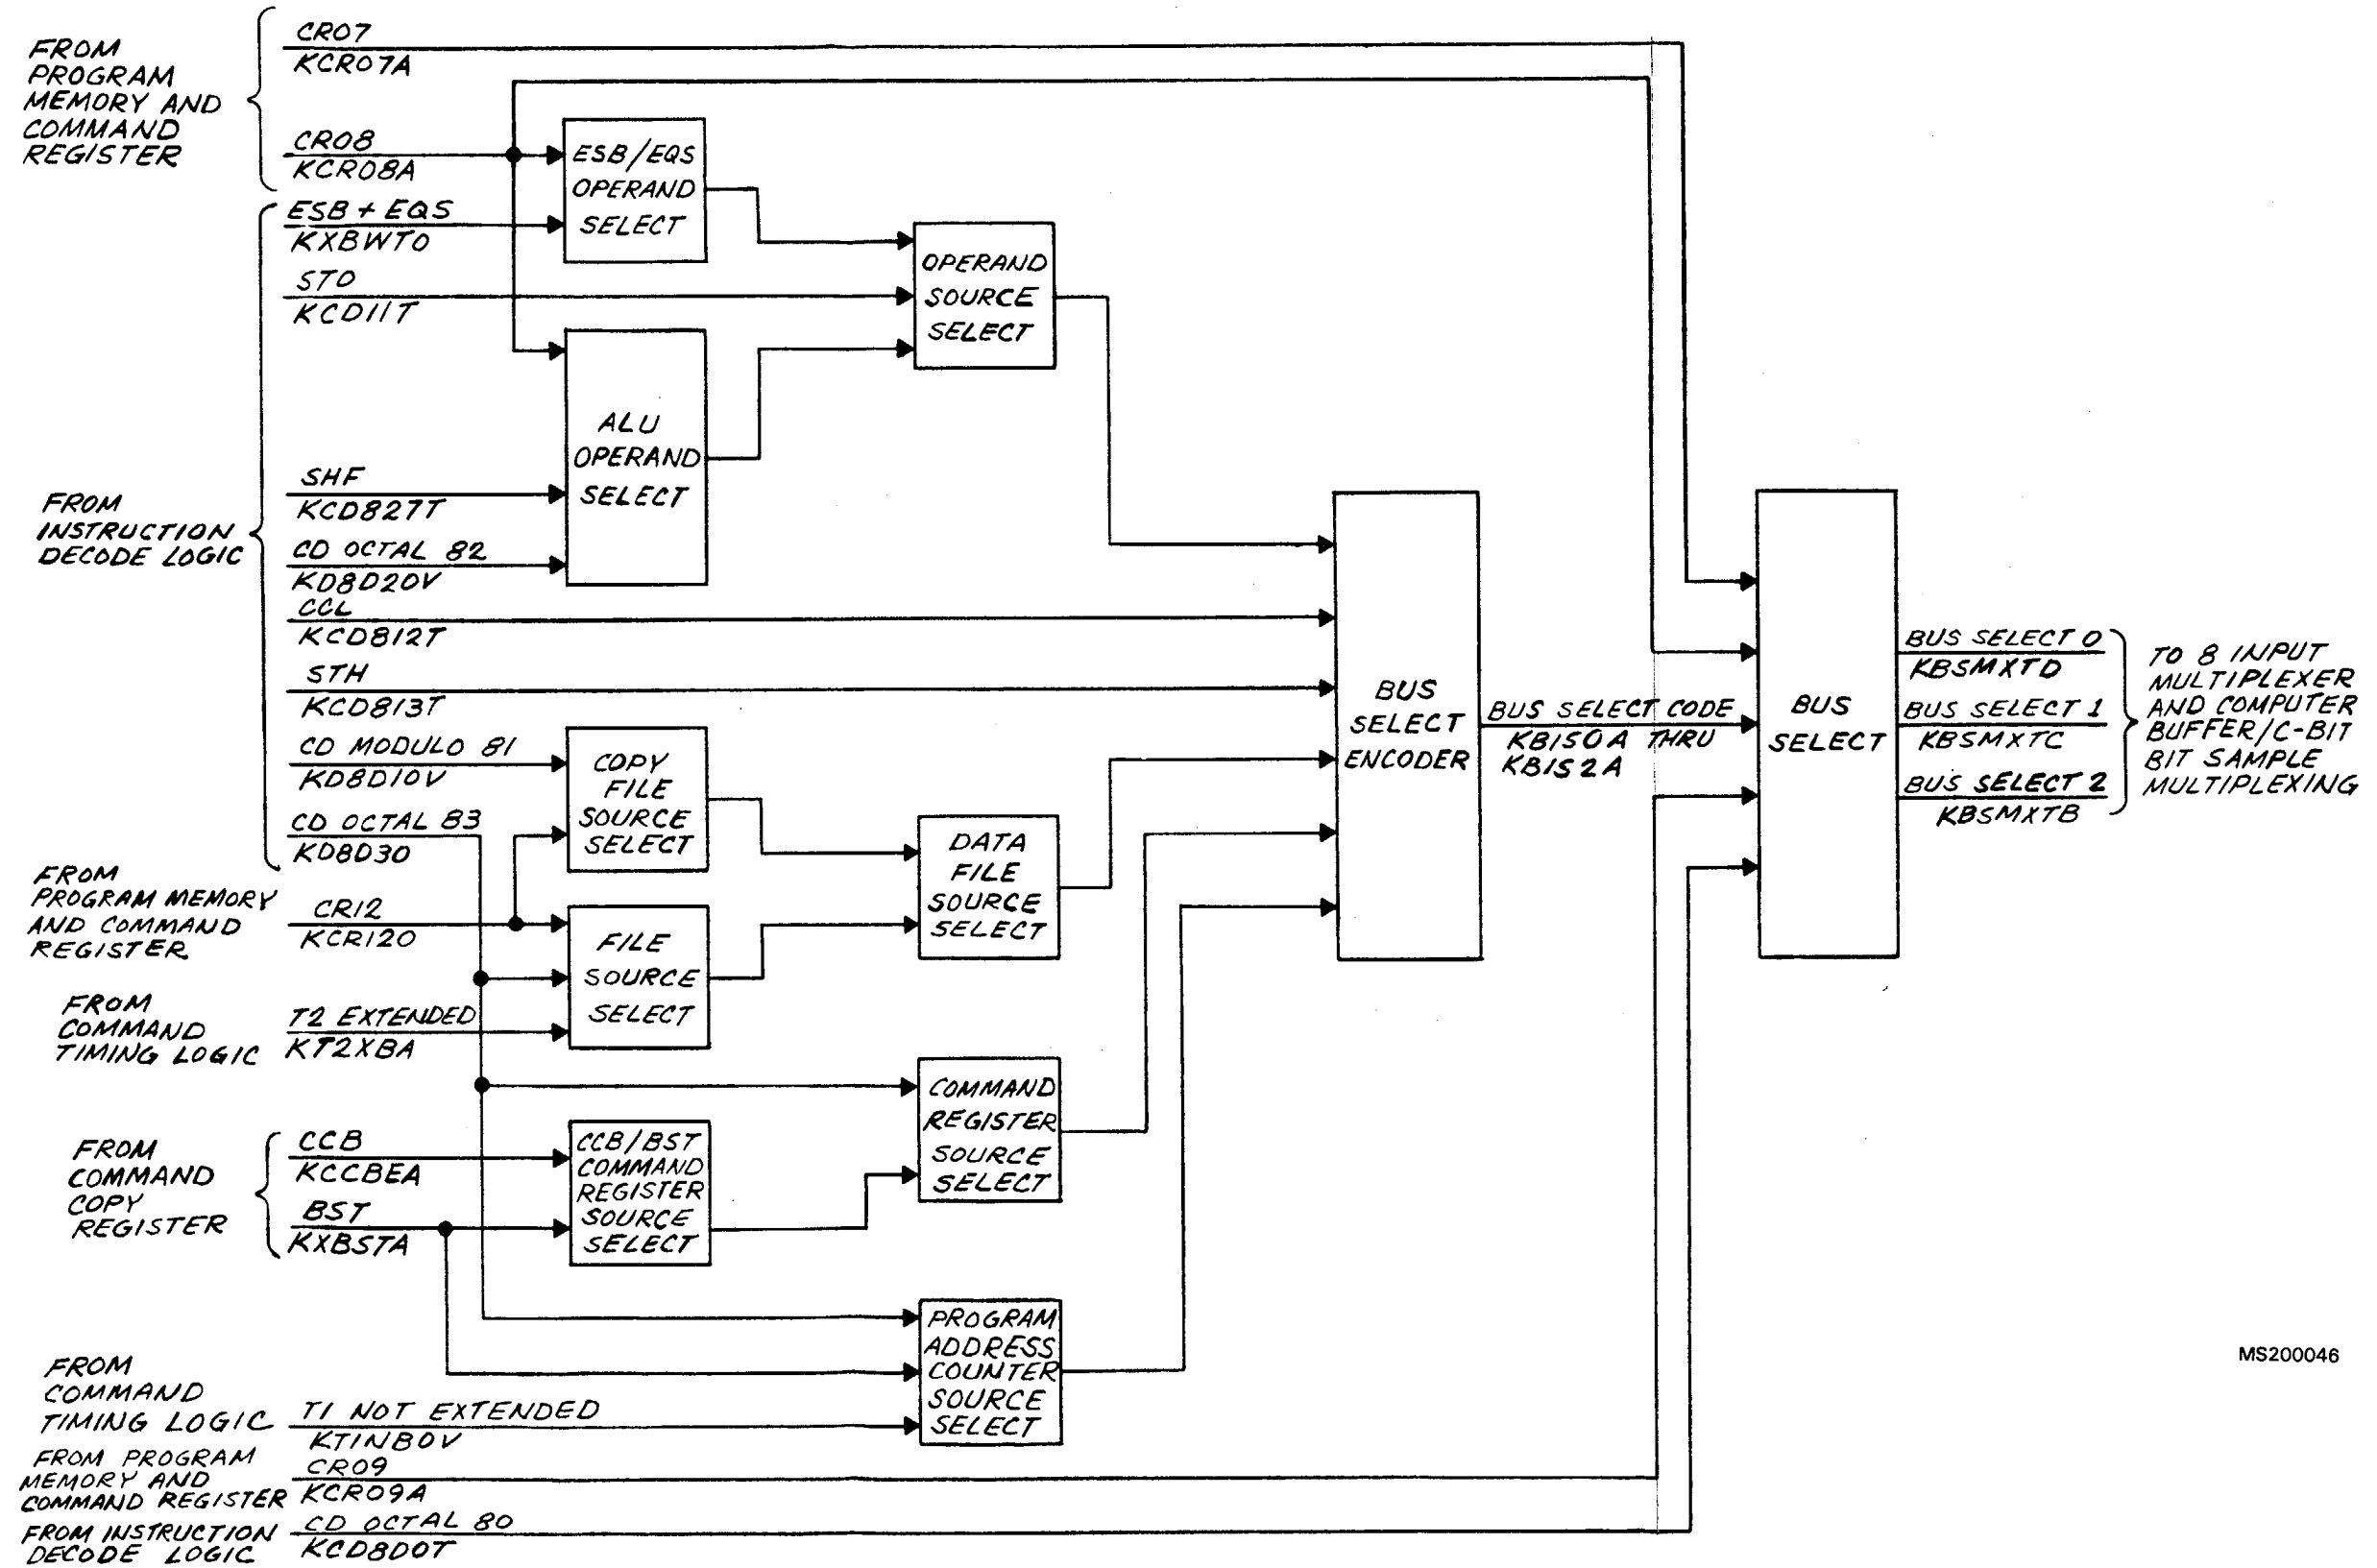 FROM
PROGRAM
MEMORY AND
COMMAND
REGISTER
CR07
KCR07A
CR08
KCR08A
ESB + EQS
KXBWTO
STO
KCD11T
SHF
KCD827T
CD OCTAL 82
KD8D20V
FROM
INSTRUCTION
DECODE LOGIC
CCL
KCD812T
STH
KCD813T
CD MODULO 81
KD8D10V
CD OCTAL 83
KD8D30
FROM
PROGRAM MEMORY
AND COMMAND
REGISTER
CR12
KCR120
FROM
COMMAND
TIMING LOGIC
T2 EXTENDED
KT2XBA
FROM
COMMAND
COPY
REGISTER
CCB
KCCBEA
BST
KXBSTA
FROM
COMMAND
TIMING LOGIC
T1 NOT EXTENDED
KTINBOV
FROM PROGRAM
MEMORY AND
COMMAND REGISTER
CR09
KCR09A
FROM INSTRUCTION
DECODE LOGIC
CD OCTAL 80
KCD8D0T
ESB/EQS
OPERAND
SELECT
ALU
OPERAND
SELECT
COPY
FILE
SOURCE
SELECT
FILE
SOURCE
SELECT
CCB/BST
COMMAND
REGISTER
SOURCE
SELECT
OPERAND
SOURCE
SELECT
DATA
FILE
SOURCE
SELECT
COMMAND
REGISTER
SOURCE
SELECT
PROGRAM
ADDRESS
COUNTER
SOURCE
SELECT
BUS
SELECT
ENCODER
BUS SELECT CODE
KBISOA THRU
KBIS2A
BUS
SELECT
BUS SELECT 0
KBSMXTD
BUS SELECT 1
KBSMXTC
BUS SELECT 2
KBSMXTB
TO 8 INPUT
MULTIPLEXER
AND COMPUTER
BUFFER/C-BIT
BIT SAMPLE
MULTIPLEXING
MS200046